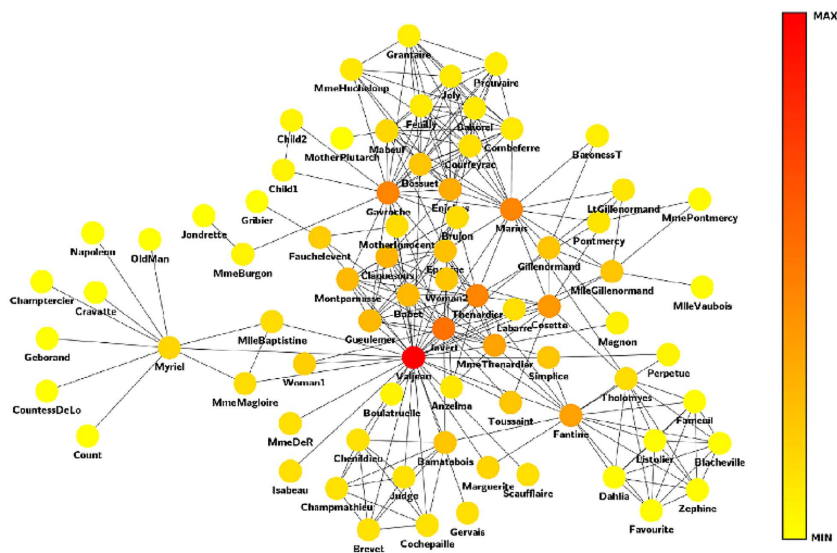 MAX
Grantaire
MmeHucheloup
Prouvaire
Joly
Feuilly
Bahorel
Child2
Mabeuf
Combeferre
MotherPlutarch
Courfeyrac
BaronessT
Child1
Bossuet
Gavroche
Enjolras
LtGillenormand
MmePontmercy
Gribier
Marius
Jondrette
MotherInnocent
Brujon
Pontmercy
Napoleon
OldMan
Fauchelevent
Gillenormand
MmeBurgon
Claquesous
Eponine
MlleGillenormand
Champtercier
Montparnasse
Woman2
MlleVaubois
Cravatte
Babet
Thenardier
Labarre
Cosette
Gueulemer
Magnon
MlleBaptistine
Javert
Geborand
Myriel
Valjean
MmeThenardier
Perpetue
Woman1
Simplice
Tholomyes
CountessDeLo
MmeMagloire
Boulatruelle
Anzelma
Toussaint
Fantine
Fameuil
Count
MmeDeR
Chenildieu
Bamatabois
Listolier
Blacheville
Isabeau
Judge
Marguerite
Scaufflaire
Dahlia
Zephine
Champmathieu
Gervais
Favourite
Brevet
Cochepaille
MIN